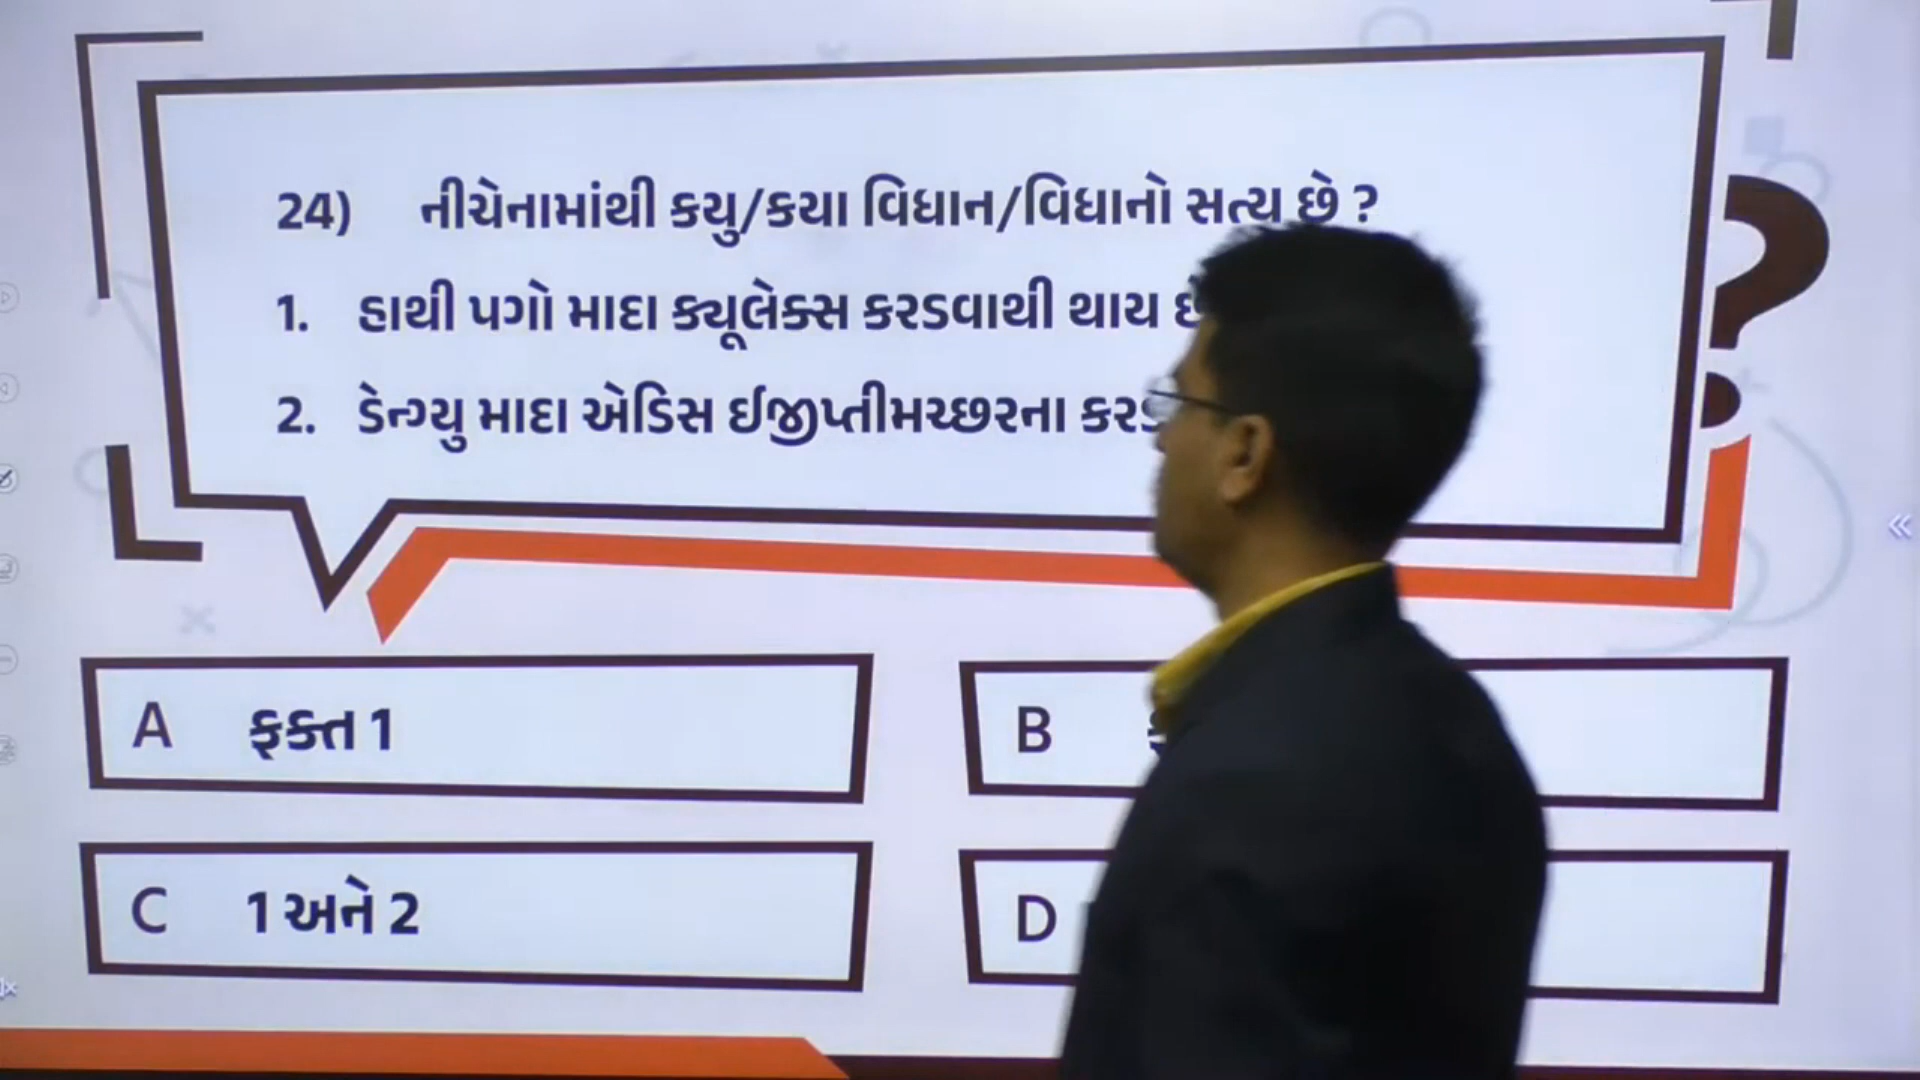 24) નીચેનામાંથી કયુ/કયા વિધાન/વિધાનો સત્ય છે ?
1. હાથી પગો માદા ક્યૂલેક્સ કરડવાથી થાય
2. ડેન્ગ્યુ માદા એડિસ ઈજીપ્તીમચ્છરના
A ફક્ત 1
B
C 1 અને 2
D